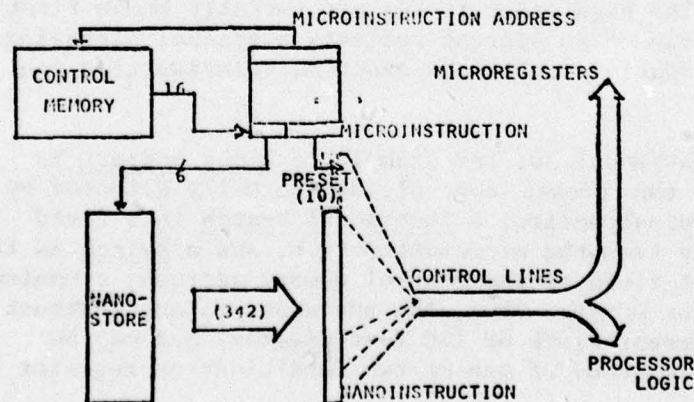 MICROINSTRUCTION ADDRESS
CONTROL
MEMORY
16
MICROREGISTERS
MICROINSTRUCTION
6
PRESET
(10)
CONTROL LINES
NANO-
STORE
(342)
PROCESSOR
LOGIC
NANOINSTRUCTION